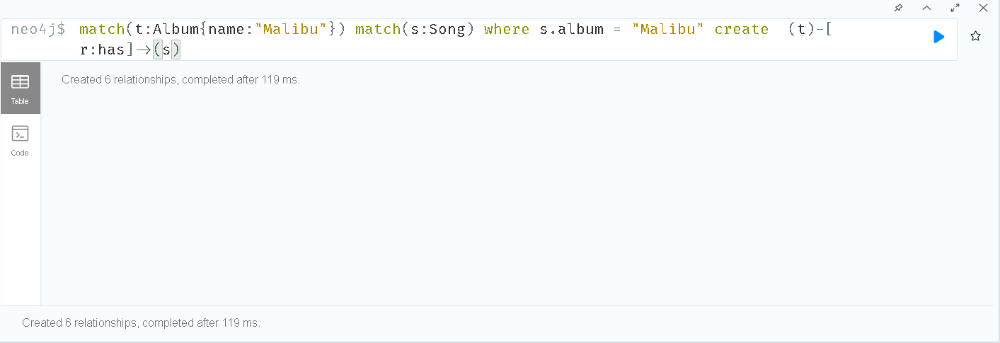 neo4j$ match(t:Album{name:"Malibu"}) match(s:Song) where s.album = "Malibu" create  (t)-[
r:has]->(s)
Table
Created 6 relationships, completed after 119 ms.
Code
Created 6 relationships, completed after 119 ms.